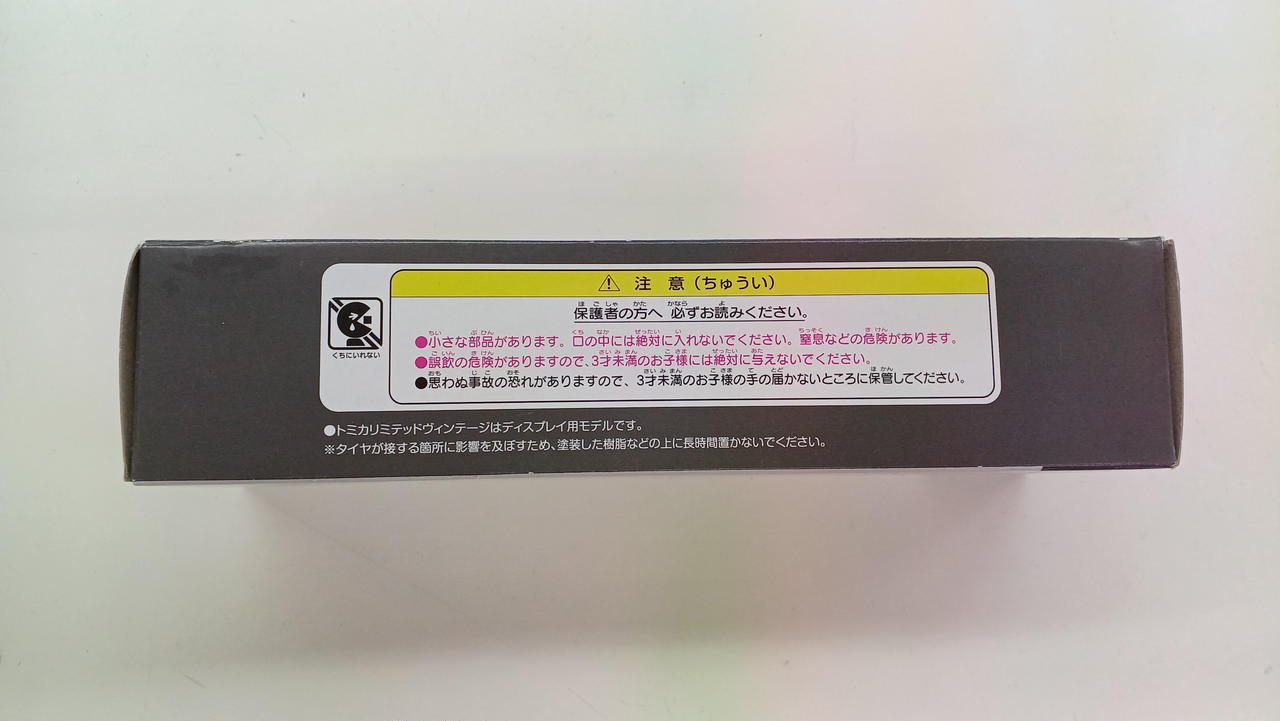 注意(ちゅうい)
保護者の方へ 必ずお読みください。
●小さな部品があります。口の中には絶対に入れないでください。窒息などの危険があります。
●誤飲の危険がありますので、3才未満のお子様には絶対に与えないでください。
●思わぬ事故の恐れがありますので、3才未満のお子様の手の届かないところに保管してください。
くちにいれない
●トミカリミテッドヴィンテージはディスプレイ用モデルです。
※タイヤが接する箇所に影響を及ぼすため、塗装した樹脂などの上に長時間置かないでください。